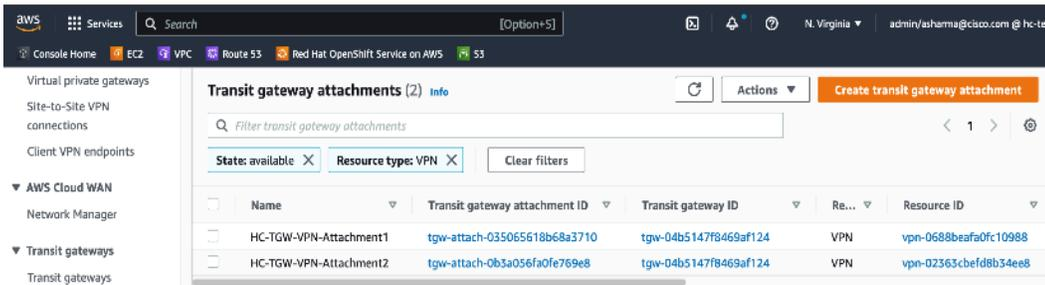 aws Services Search [Option+S] N. Virginia ▼ admin/asharma@cisco.com @ hc-te
Console Home EC2 VPC Route 53 Red Hat OpenShift Service on AWS S3
Virtual private gateways
Site-to-Site VPN
connections
Client VPN endpoints
▼ AWS Cloud WAN
Network Manager
▼ Transit gateways
Transit gateways
Transit gateway attachments (2) Info Actions ▼ Create transit gateway attachment
Filter transit gateway attachments 1
State: available Resource type: VPN Clear filters
Name Transit gateway attachment ID Transit gateway ID Re... Resource ID
HC-TGW-VPN-Attachment1 tgw-attach-035065618b68a3710 tgw-04b5147f8469af124 VPN vpn-0688beafa0fc10988
HC-TGW-VPN-Attachment2 tgw-attach-0b3a056fa0fe769e8 tgw-04b5147f8469af124 VPN vpn-02363cbefd8b34ee8